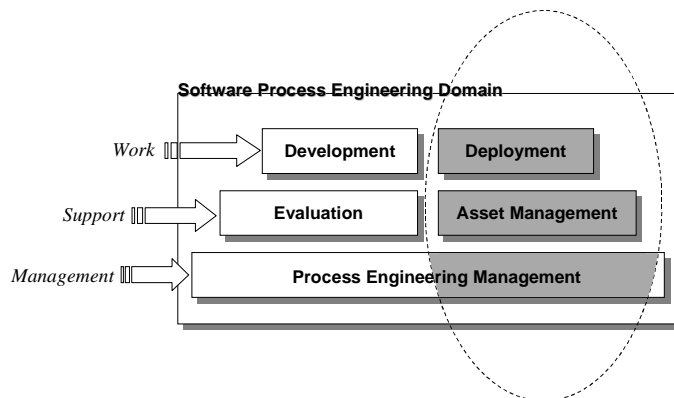 Software Process Engineering Domain
Work
Development
Deployment
Support
Evaluation
Asset Management
Management
Process Engineering Management